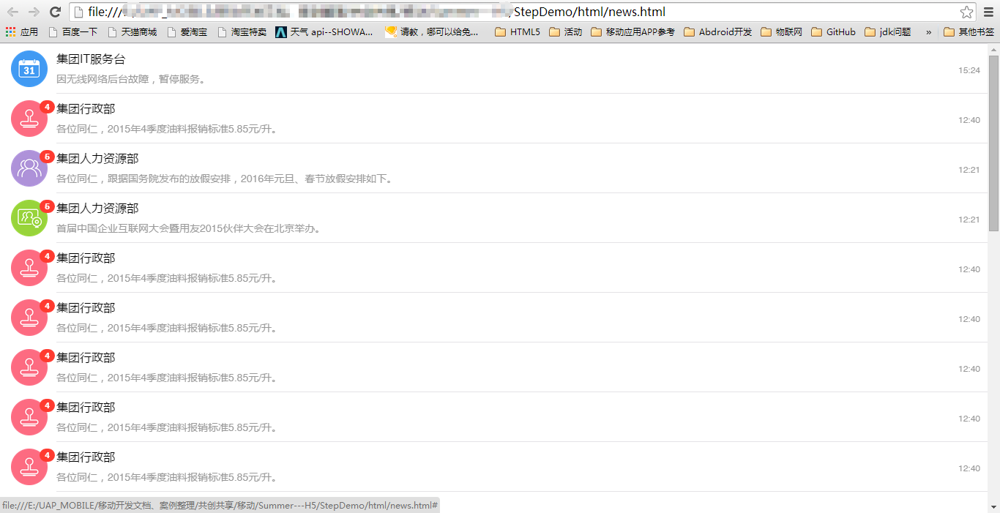 file:///
/StepDemo/html/news.html
应用 百度一下 天猫商城 爱淘宝 淘宝特卖 天气 api--SHOWA... 请教，哪可以给免... HTML5 活动 移动应用APP参考 Abdroid开发 物联网 GitHub jdk问题 » 其他书签
31
集团IT服务台
因无线网络后台故障，暂停服务。
15:24
4
集团行政部
各位同仁，2015年4季度油料报销标准5.85元/升。
12:40
6
集团人力资源部
各位同仁，跟据国务院发布的放假安排，2016年元旦、春节放假安排如下。
12:21
6
集团人力资源部
首届中国企业互联网大会暨用友2015伙伴大会在北京举办。
12:21
4
集团行政部
各位同仁，2015年4季度油料报销标准5.85元/升。
12:40
4
集团行政部
各位同仁，2015年4季度油料报销标准5.85元/升。
12:40
4
集团行政部
各位同仁，2015年4季度油料报销标准5.85元/升。
12:40
4
集团行政部
各位同仁，2015年4季度油料报销标准5.85元/升。
12:40
4
集团行政部
各位同仁，2015年4季度油料报销标准5.85元/升。
12:40
file:///E:/UAP_MOBILE/移动开发文档、案例整理/共创共享/移动/Summer---H5/StepDemo/html/news.html#